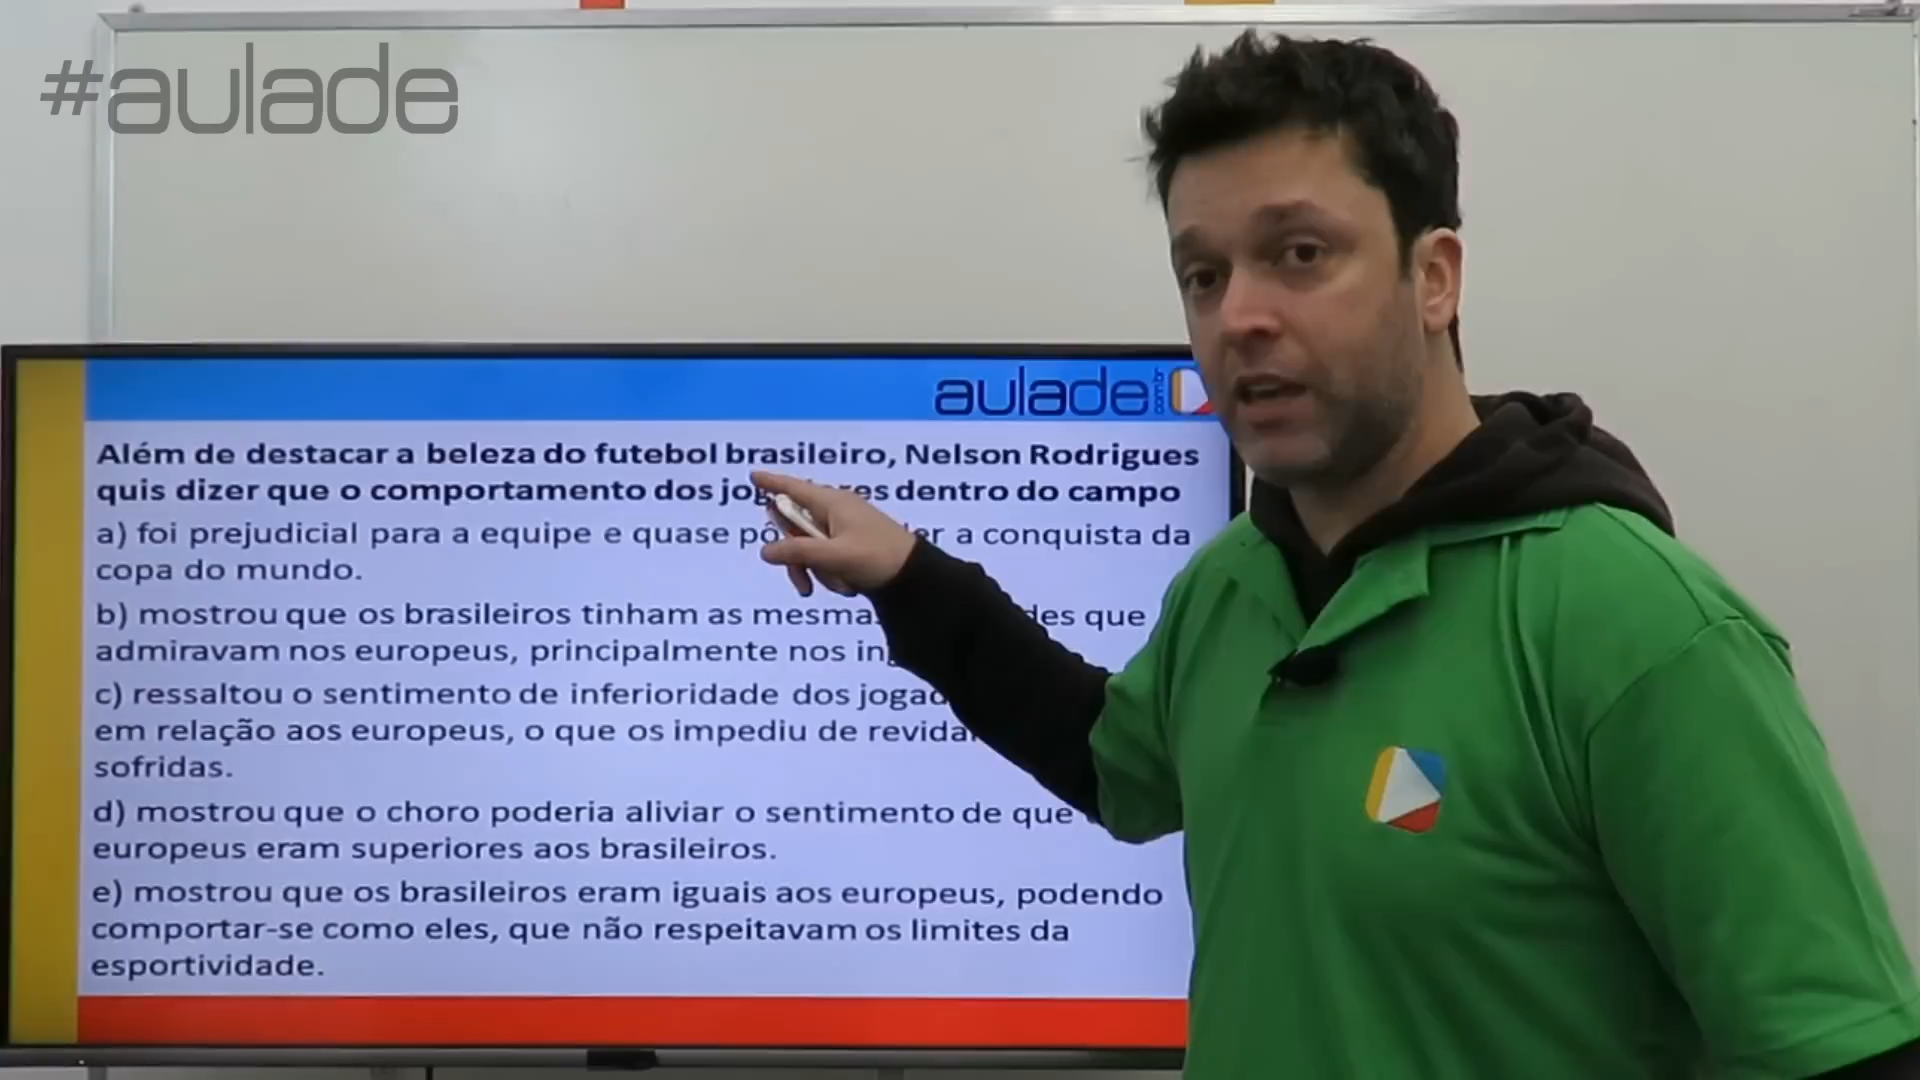 #aulade
aulade
com.br
Além de destacar a beleza do futebol brasileiro, Nelson Rodrigues
quis dizer que o comportamento dos dentro do campo
a) foi prejudicial para a equipe e quase a conquista da
copa do mundo.
b) mostrou que os brasileiros tinham as que
admiravam nos europeus, principalmente nos
c) ressaltou o sentimento de inferioridade dos
em relação aos europeus, o que os impediu de
sofridas.
d) mostrou que o choro poderia aliviar o sentimento de que
europeus eram superiores aos brasileiros.
e) mostrou que os brasileiros eram iguais aos europeus, podendo
comportar-se como eles, que não respeitavam os limites da
esportividade.